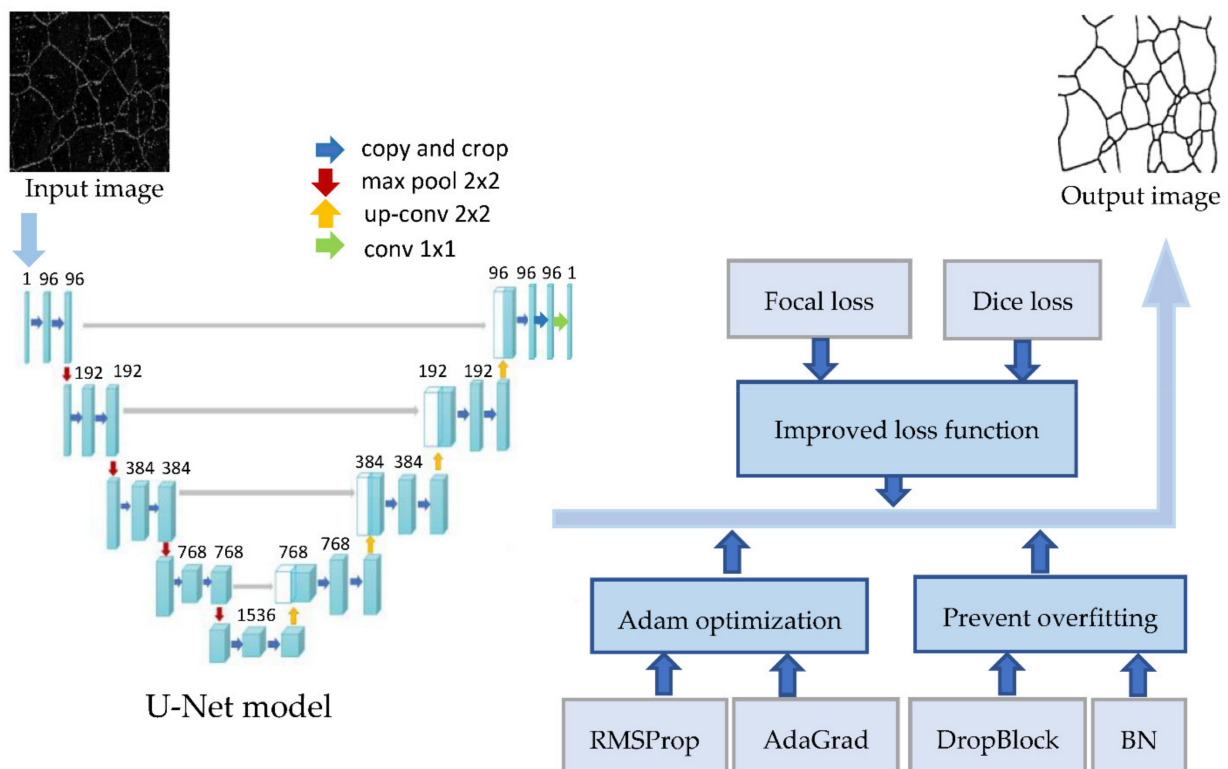 Input image
copy and crop
max pool 2x2
up-conv 2x2
conv 1x1
Output image
1 96 96
96 96 96 1
192 192
192 192
384 384
384 384
768 768
768 768
1536
U-Net model
Focal loss
Dice loss
Improved loss function
Adam optimization
Prevent overfitting
RMSProp
AdaGrad
DropBlock
BN